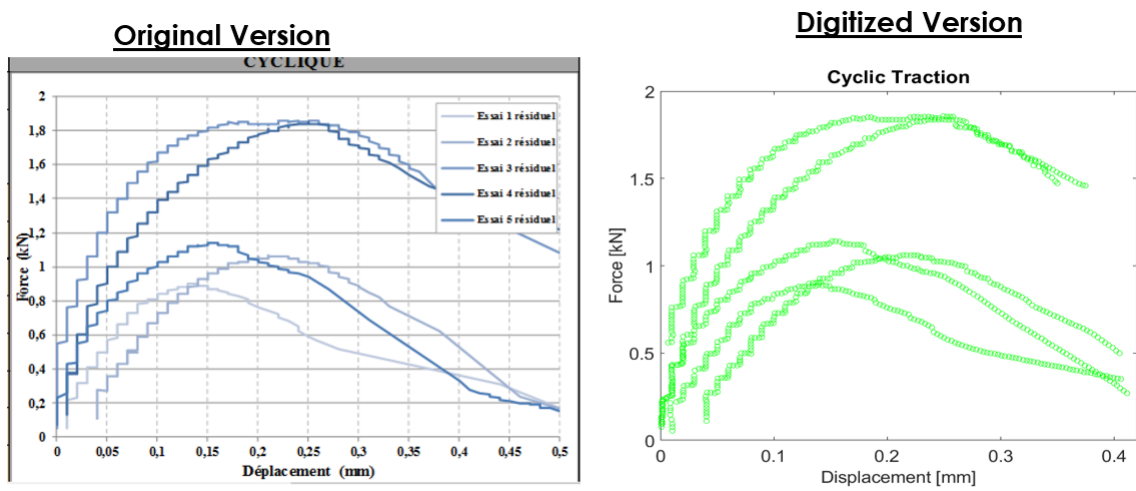 Original Version
CYCLIQUE
2
1,8
1,6
1,4
1,2
1
0,8
0,6
0,4
0,2
0
Force (kN)
Essai 1 résiduel
Essai 2 résiduel
Essai 3 résiduel
Essai 4 résiduel
Essai 5 résiduel
0 0,05 0,1 0,15 0,2 0,25 0,3 0,35 0,4 0,45 0,5
Déplacement (mm)
Digitized Version
Cyclic Traction
2
1.5
1
0.5
0
Force [kN]
0 0.1 0.2 0.3 0.4
Displacement [mm]